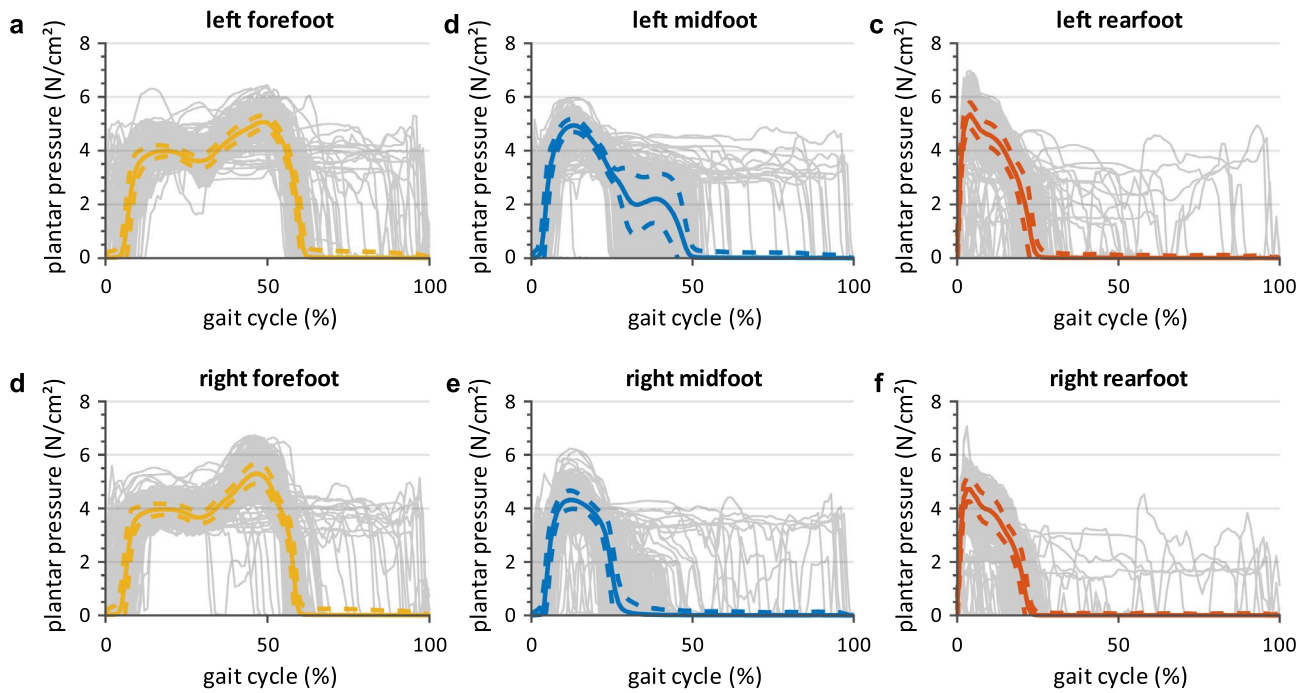 a left forefoot
plantar pressure (N/cm²)
8
6
4
2
0
0 50 100
gait cycle (%)
d left midfoot
8
6
4
2
0
plantar pressure (N/cm²)
0 50 100
gait cycle (%)
c left rearfoot
8
6
4
2
0
plantar pressure (N/cm²)
0 50 100
gait cycle (%)
d right forefoot
8
6
4
2
0
plantar pressure (N/cm²)
0 50 100
gait cycle (%)
e right midfoot
8
6
4
2
0
plantar pressure (N/cm²)
0 50 100
gait cycle (%)
f right rearfoot
8
6
4
2
0
plantar pressure (N/cm²)
0 50 100
gait cycle (%)